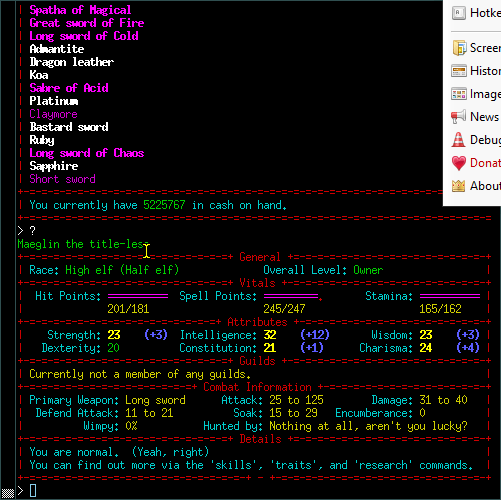 Spatha of Magical
Great sword of Fire
Long sword of Cold
Admantite
Dragon leather
Koa
Sabre of Acid
Platinum
Claymore
Bastard sword
Ruby
Long sword of Chaos
Sapphire
Short sword
You currently have 5225767 in cash on hand.
> ?
Maeglin the title-less
General
Race: High elf (Half elf) Overall Level: Owner
Vitals
Hit Points: Spell Points: Stamina:
201/181 245/247 165/162
Attributes
Strength: 23 (+3) Intelligence: 32 (+12) Wisdom: 23 (+3)
Dexterity: 20 Constitution: 21 (+1) Charisma: 24 (+4)
Guilds
Currently not a member of any guilds.
Combat Information
Primary Weapon: Long sword Attack: 25 to 125 Damage: 31 to 40
Defend Attack: 11 to 21 Soak: 15 to 29 Encumberance: 0
Wimpy: 0% Hunted by: Nothing at all, aren't you lucky?
Details
You are normal. (Yeah, right)
You can find out more via the 'skills', 'traits', and 'research' commands.
>
Hotke
Screer
Histor
Image
News
Debug
Donat
About